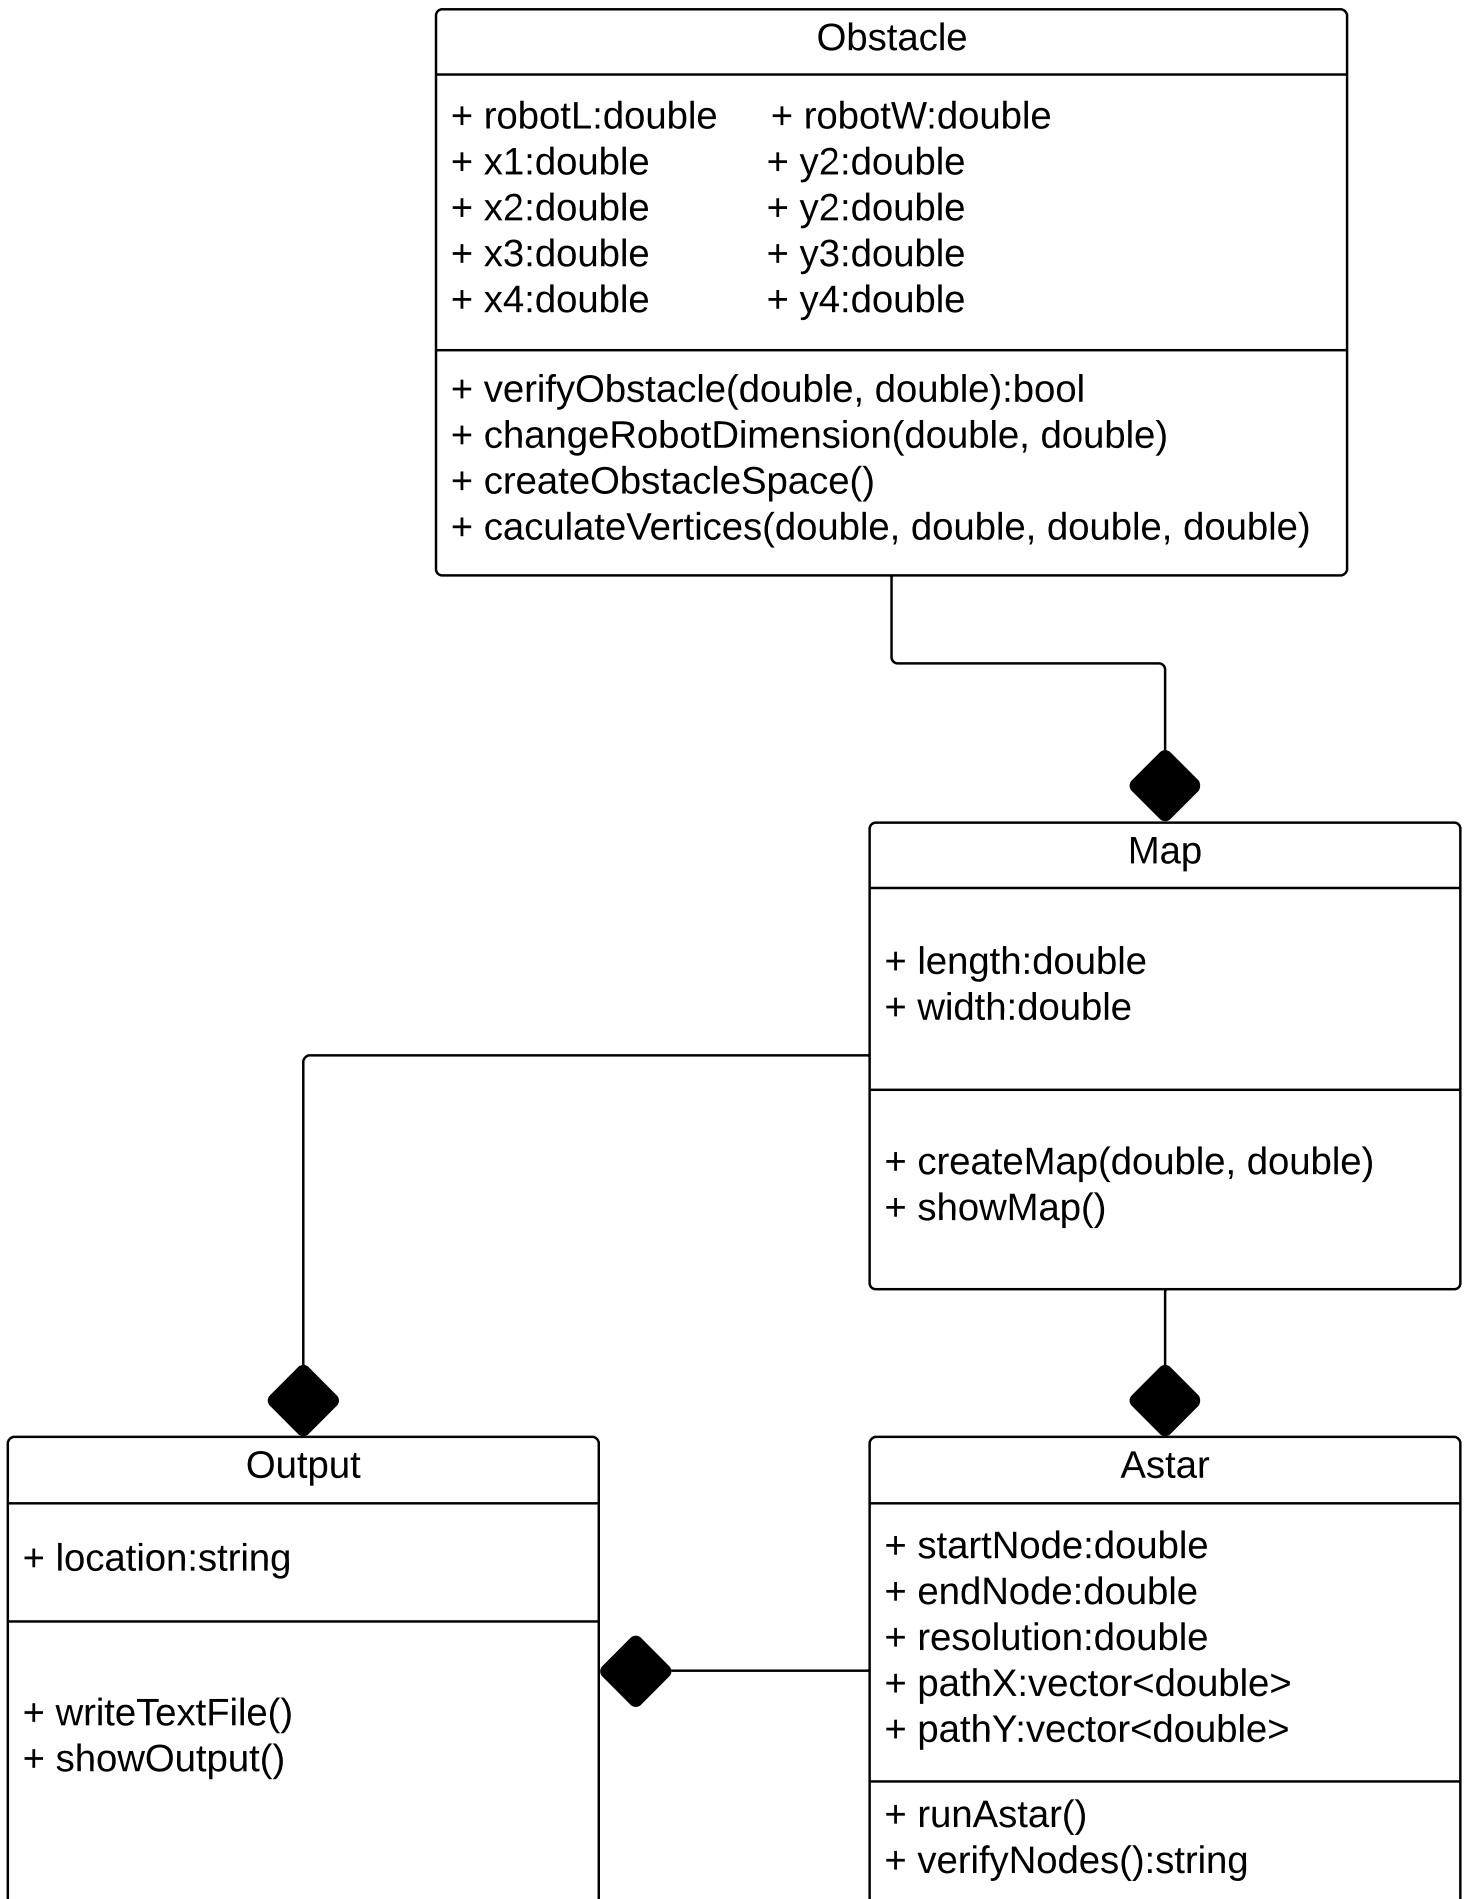 Obstacle
+ robotL:double + robotW:double
+ x1:double + y2:double
+ x2:double + y2:double
+ x3:double + y3:double
+ x4:double + y4:double
+ verifyObstacle(double, double):bool
+ changeRobotDimension(double, double)
+ createObstacleSpace()
+ caculateVertices(double, double, double, double)
Map
+ length:double
+ width:double
+ createMap(double, double)
+ showMap()
Output
+ location:string
+ writeTextFile()
+ showOutput()
Astar
+ startNode:double
+ endNode:double
+ resolution:double
+ pathX:vector<double>
+ pathY:vector<double>
+ runAstar()
+ verifyNodes():string